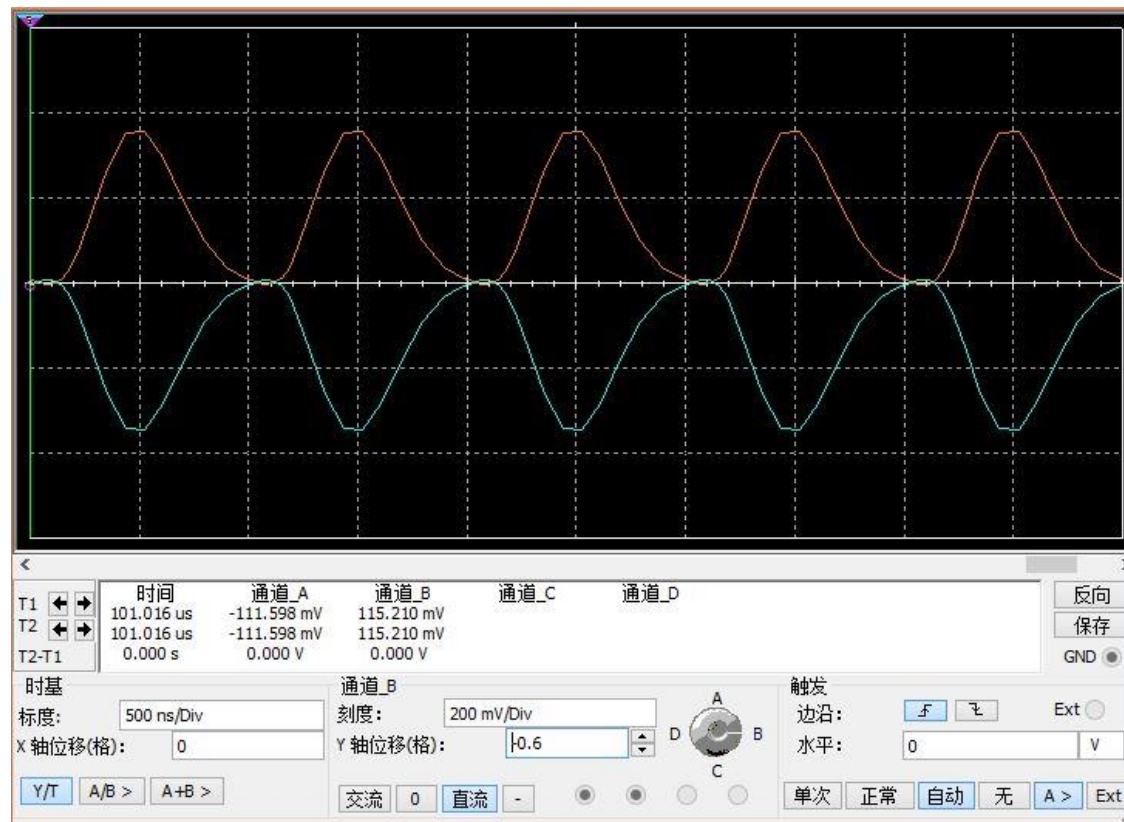 时间 通道_A 通道_B 通道_C 通道_D
T1 101.016 us -111.598 mV 115.210 mV
T2 101.016 us -111.598 mV 115.210 mV
T2-T1 0.000 s 0.000 V 0.000 V
反向
保存
GND
时基
标度: 500 ns/Div
X 轴位移(格): 0
Y/T A/B > A+B >
通道_B
刻度: 200 mV/Div
Y 轴位移(格): -0.6
交流 0 直流 -
A
D B
C
触发
边沿: Ext
水平: 0 V
单次 正常 自动 无 A > Ext